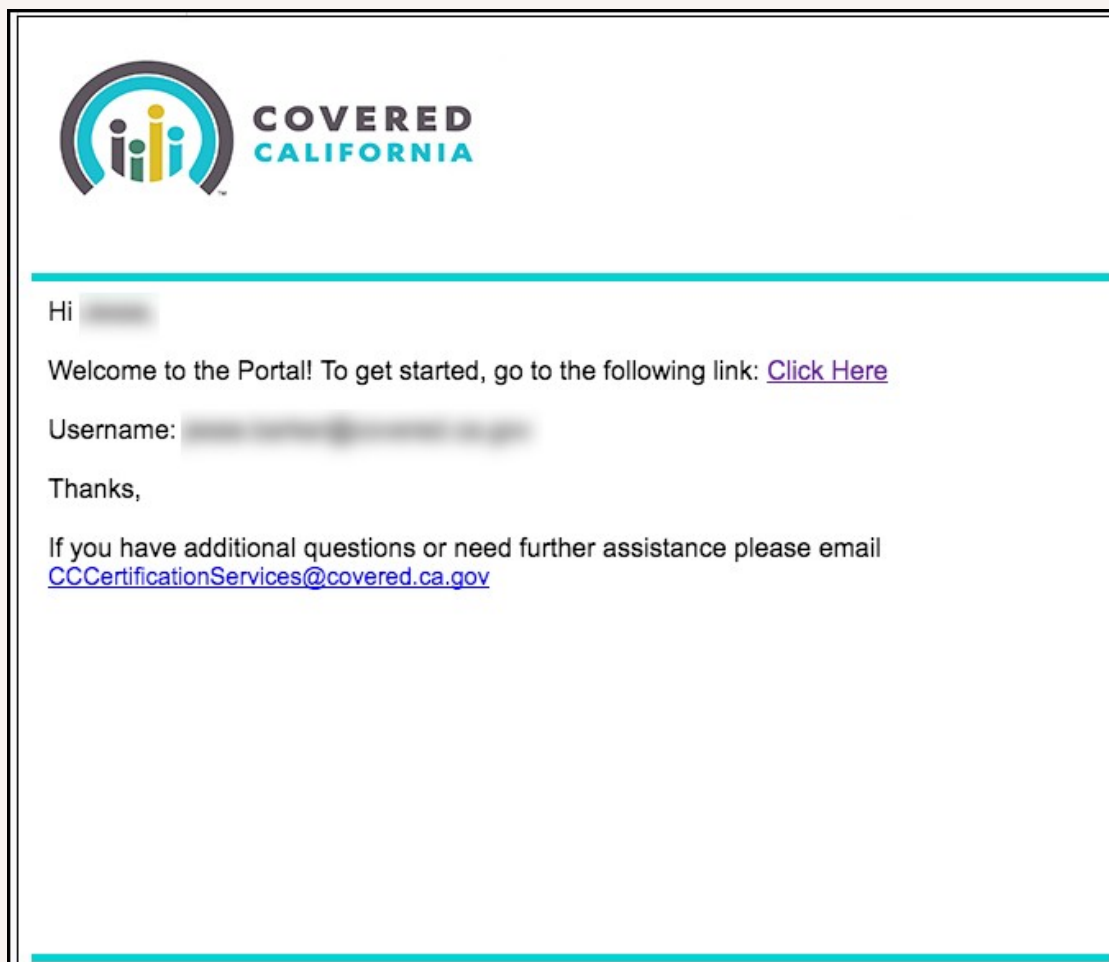 COVERED
CALIFORNIA
TM
Hi
Welcome to the Portal! To get started, go to the following link: Click Here
Username:
Thanks,
If you have additional questions or need further assistance please email
CCCertificationServices@covered.ca.gov